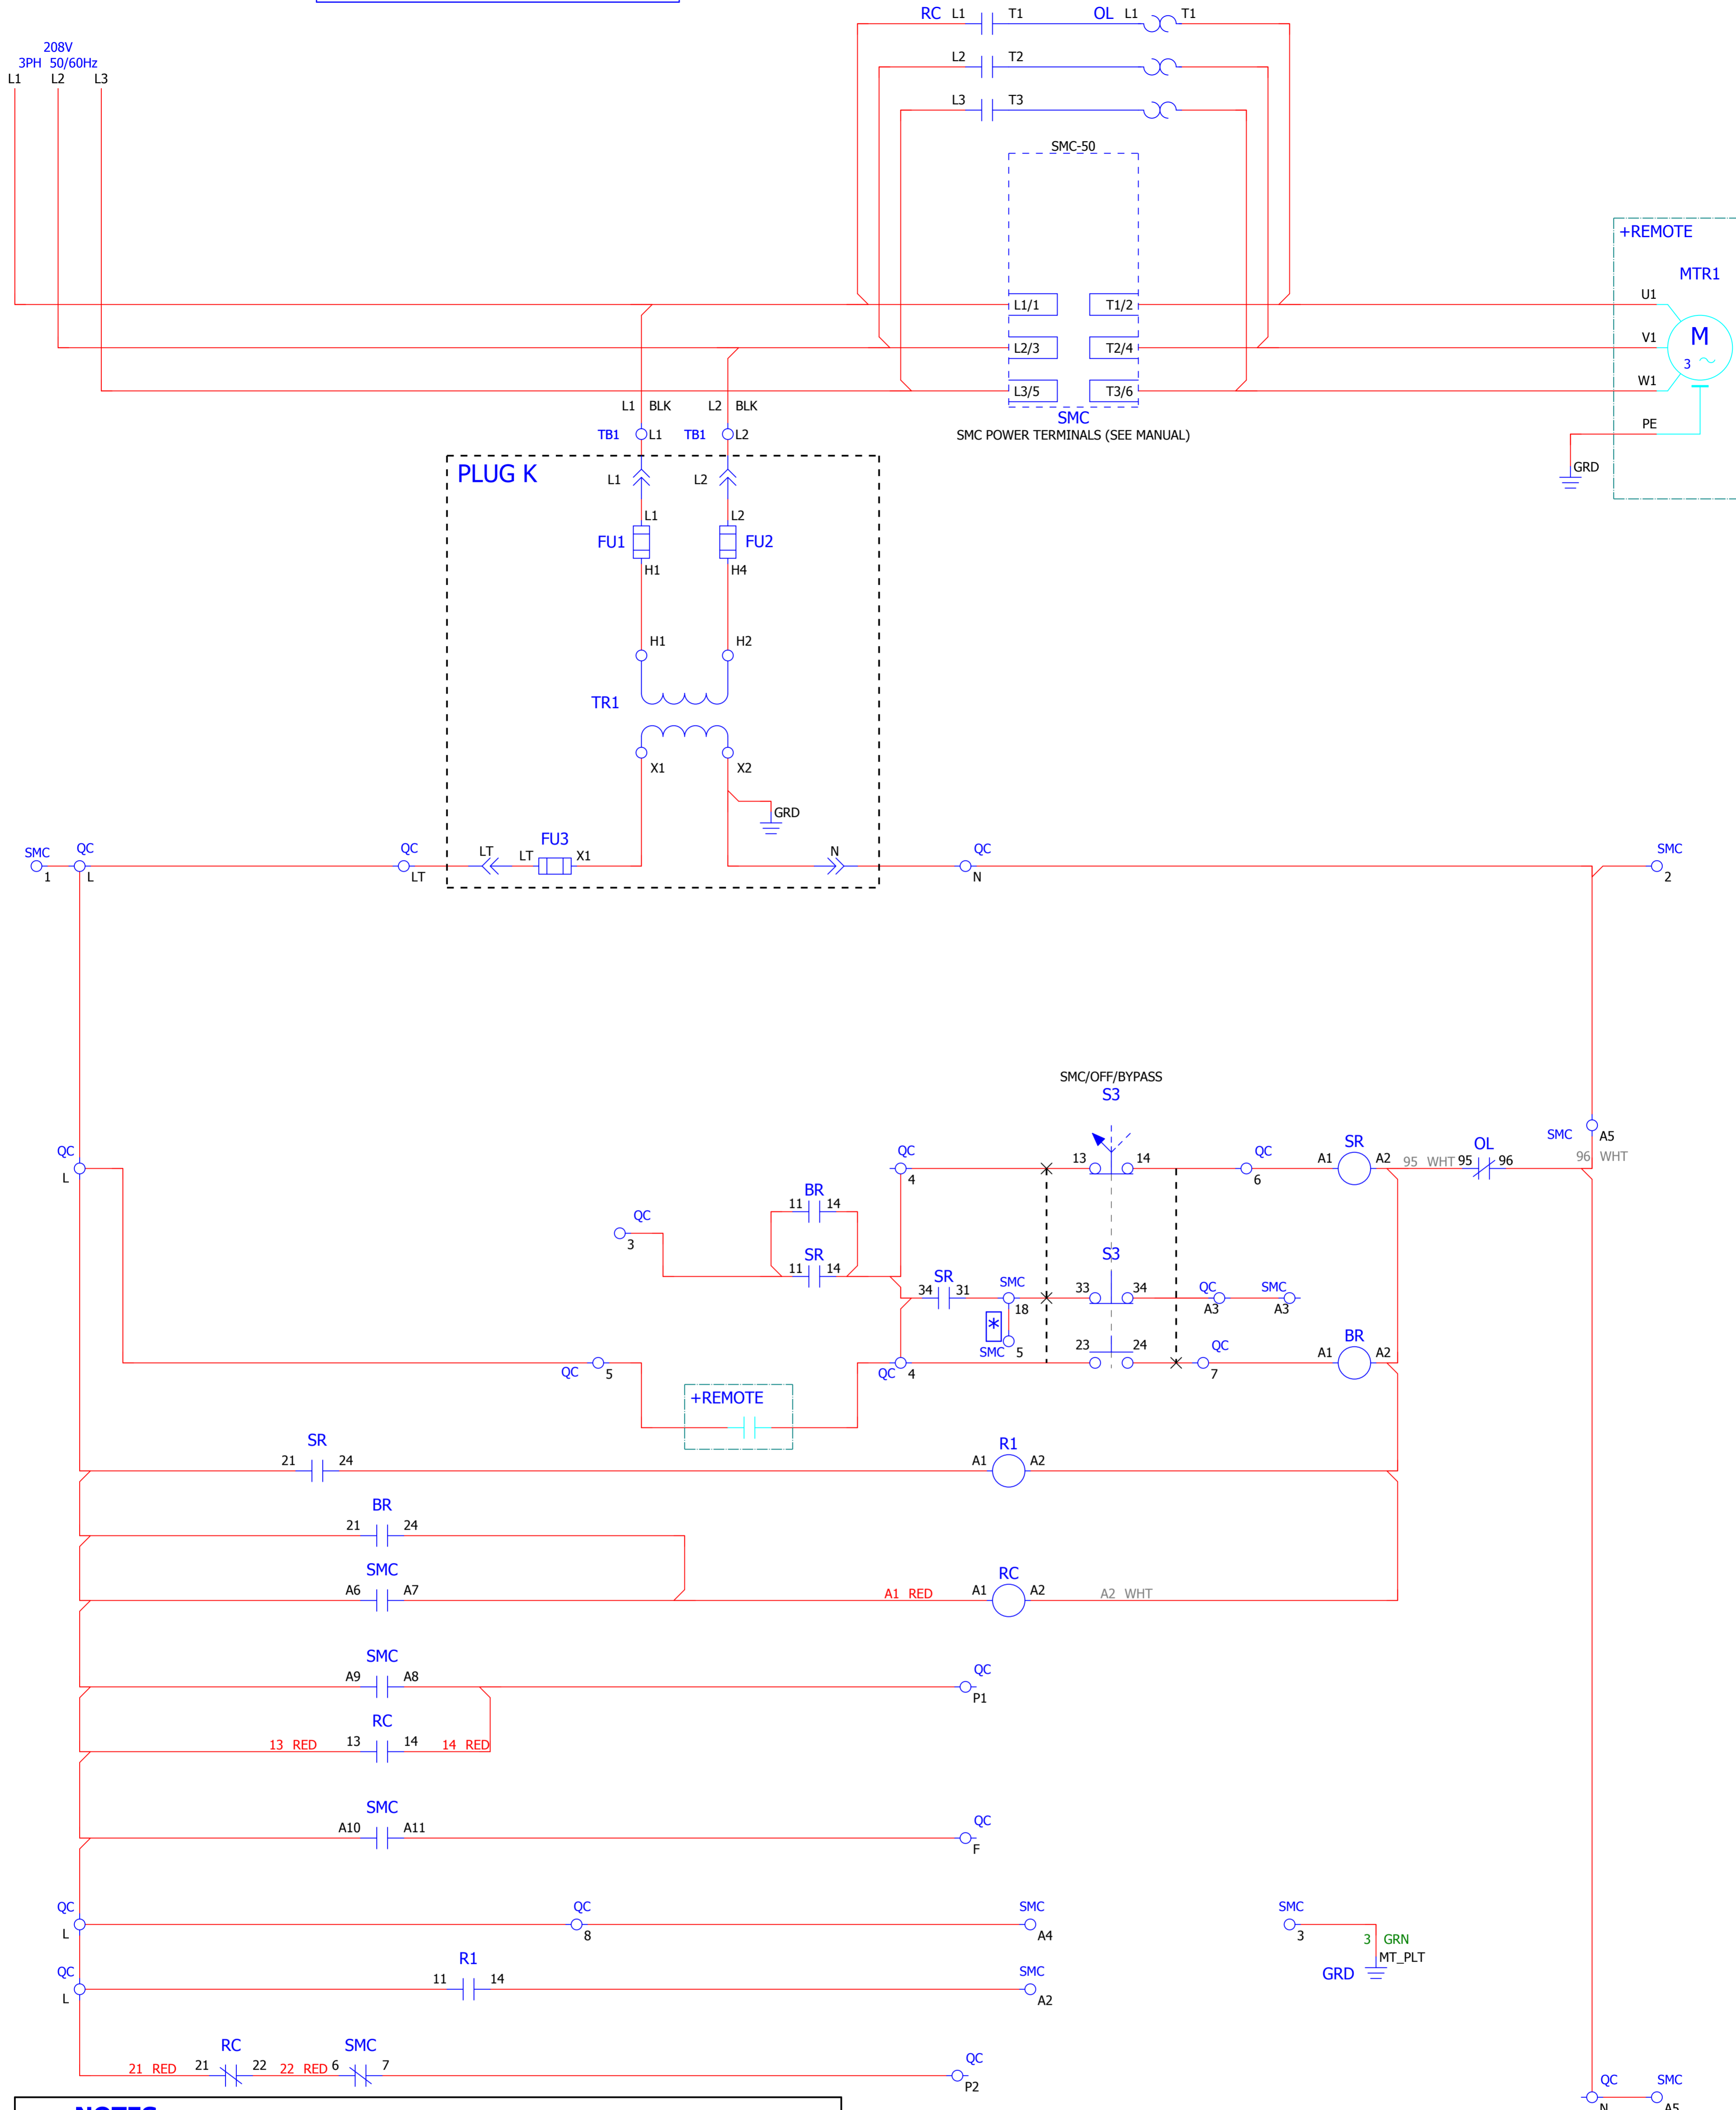 RC L1 T1 OL L1 T1
208V
3PH 50/60Hz
L1 L2 L3
L2 T2
L3 T3
SMC-50
+REMOTE
MTR1
U1
L1/1 T1/2
V1
M
3
L2/3 T2/4
W1
L3/5 T3/6
L1 BLK L2 BLK
SMC
PE
TB1 L1 TB1 L2
SMC POWER TERMINALS (SEE MANUAL)
GRD
PLUG K
L1 L2
L1 L2
FU1 FU2
H1 H4
H1 H2
TR1
X1 X2
GRD
FU3
SMC QC QC LT LT X1 N QC SMC
1 L LT N 2
SMC/OFF/BYPASS
S3
SMC A5
96 WHT
QC QC 13 14 QC SR OL
L 4 6 A1 A2 95 WHT 95 96
BR
11 14
QC
3
SR
11 14
S3
SR SMC
34 31 18 33 34 QC SMC
A3 A3
*
SMC 5
23 24 QC BR
QC 5 QC 4 7 A1 A2
+REMOTE
SR R1
21 24 A1 A2
BR
21 24
SMC RC
A6 A7 A1 RED A1 A2 A2 WHT
SMC
A9 A8 QC
P1
RC
13 RED 13 14 14 RED
SMC
A10 A11 QC
F
QC QC SMC SMC
L 8 A4 3
3 GRN
MT_PLT
GRD
QC R1 SMC
L 11 14 A2
RC SMC
21 RED 21 22 22 RED 6 7 QC
P2
QC SMC
N A5
NOTES